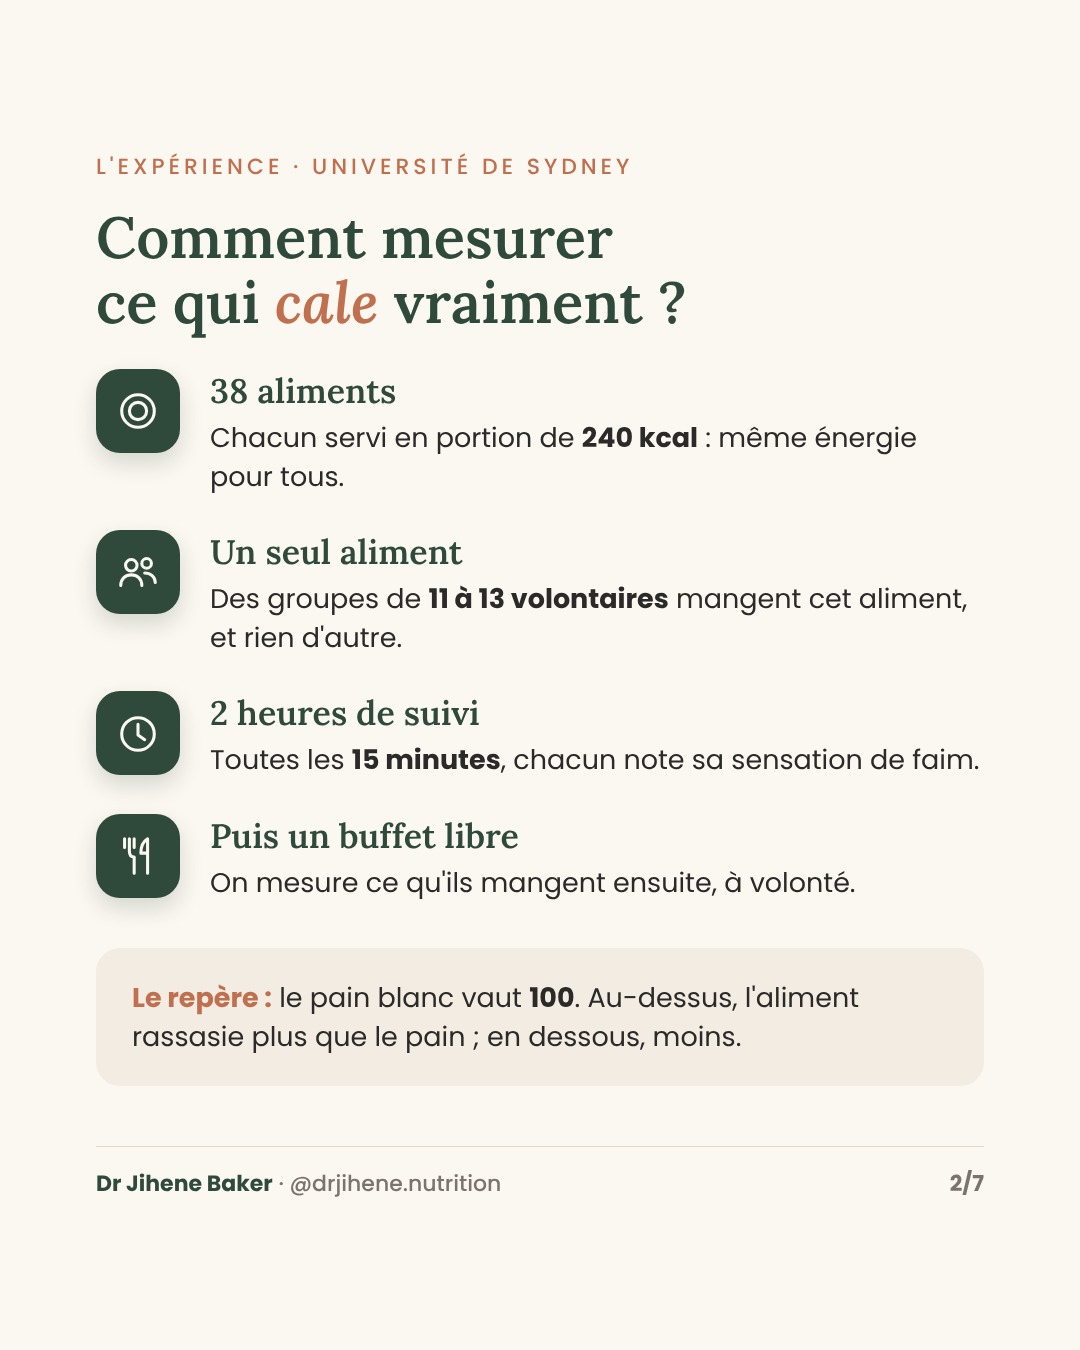 L'EXPÉRIENCE · UNIVERSITÉ DE SYDNEY
Comment mesurer
ce qui cale vraiment ?
38 aliments
Chacun servi en portion de 240 kcal : même énergie
pour tous.
Un seul aliment
Des groupes de 11 à 13 volontaires mangent cet aliment,
et rien d'autre.
2 heures de suivi
Toutes les 15 minutes, chacun note sa sensation de faim.
Puis un buffet libre
On mesure ce qu'ils mangent ensuite, à volonté.
Le repère : le pain blanc vaut 100. Au-dessus, l'aliment
rassasie plus que le pain ; en dessous, moins.
Dr Jihene Baker · @drjihene.nutrition
2/7